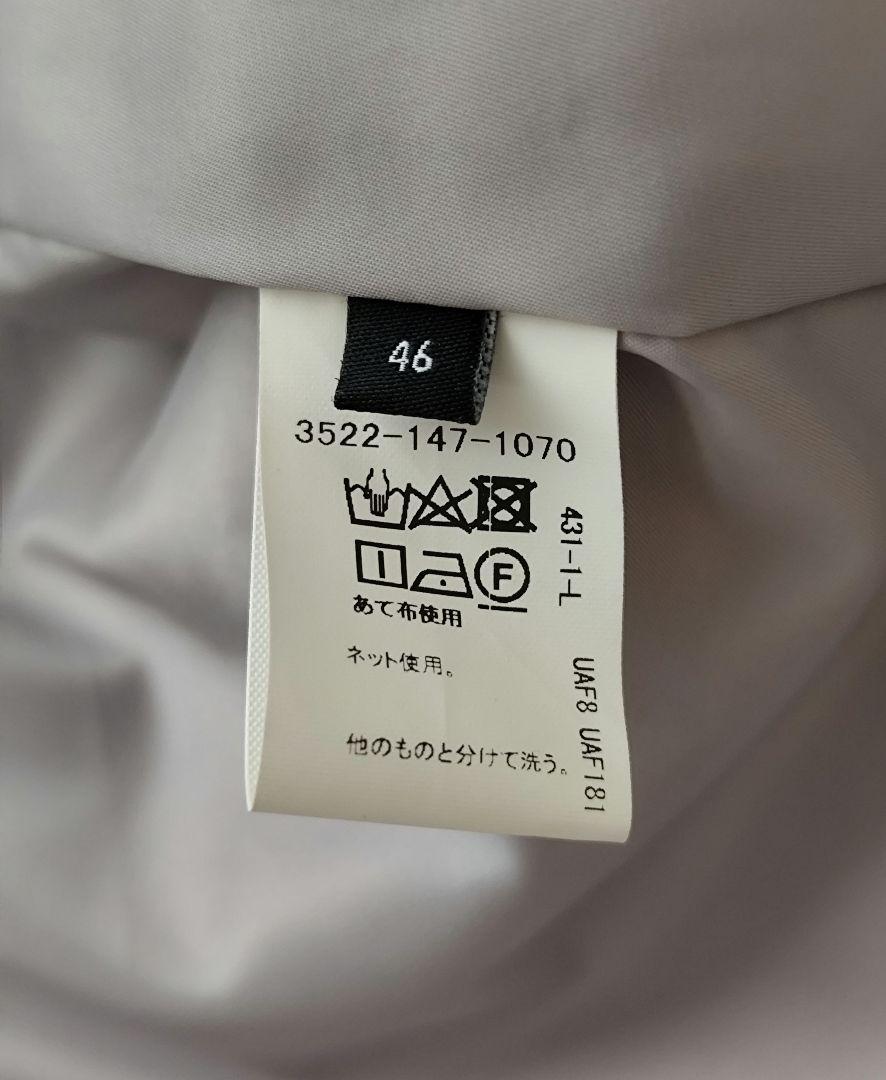 46
3522-147-1070
F
あて布使用
ネット使用。
他のものと分けて洗う。
431-1-L
UAF8 UAF181